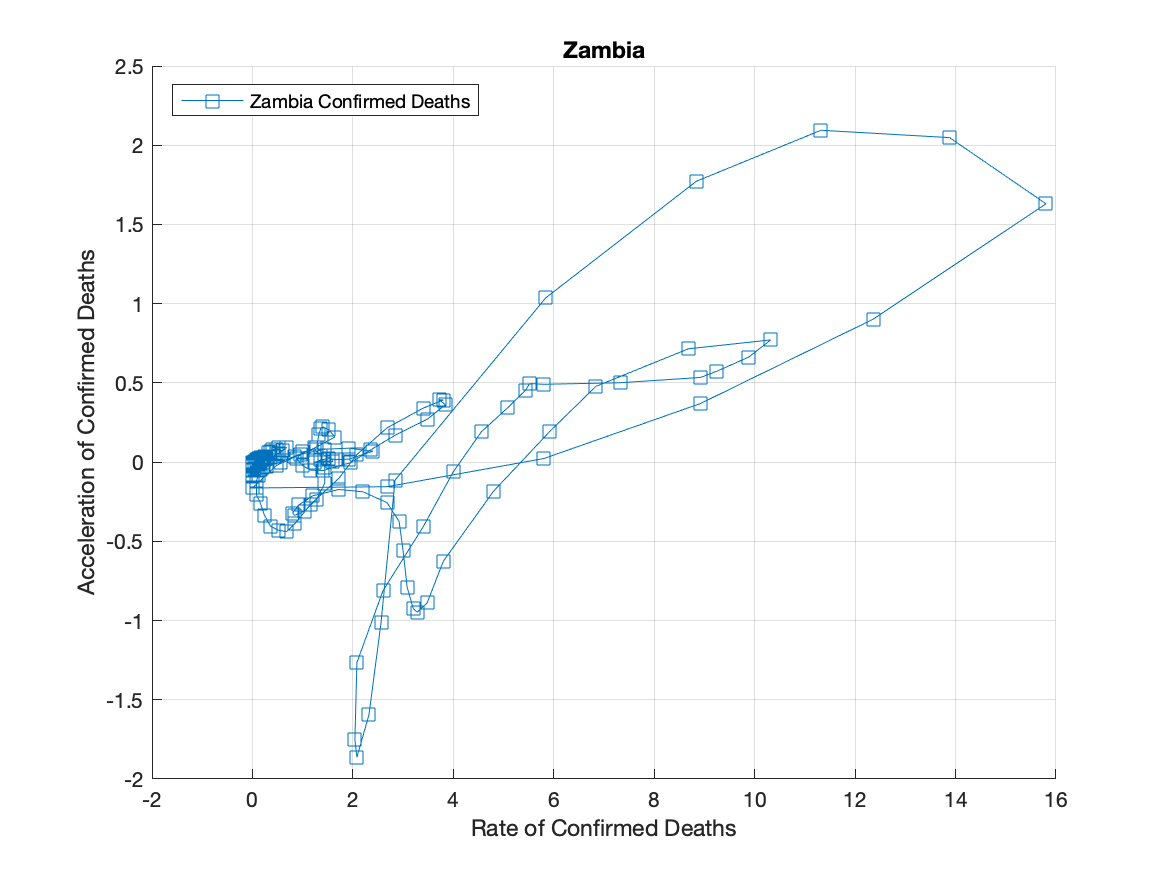 Zambia
2.5
Zambia Confirmed Deaths
2
1.5
1
0.5
0
-0.5
-1
-1.5
-2
Acceleration of Confirmed Deaths
-2 0 2 4 6 8 10 12 14 16
Rate of Confirmed Deaths